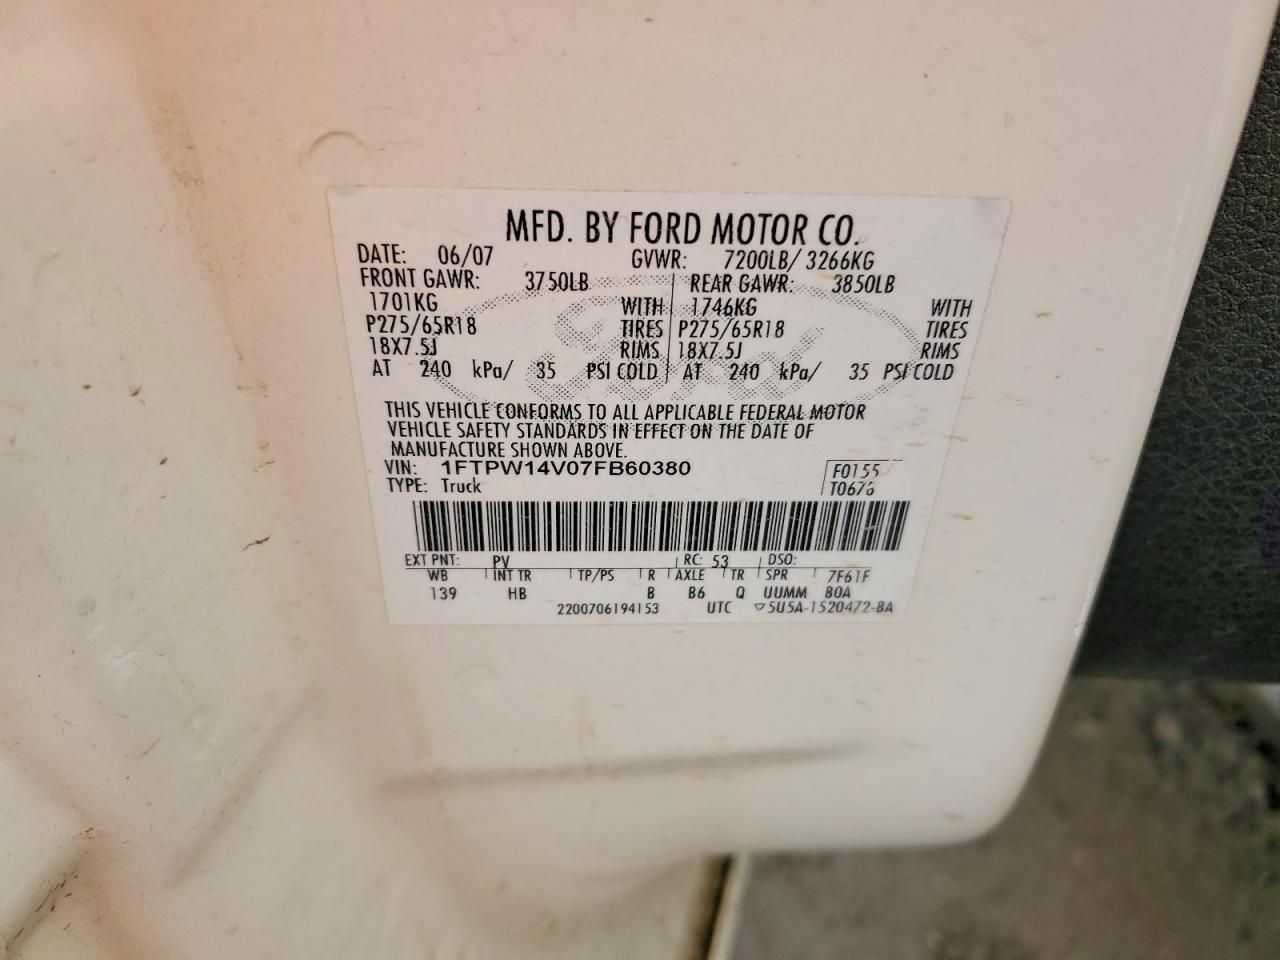 MFD. BY FORD MOTOR CO.
DATE: 06/07 GVWR: 7200LB/ 3266KG
FRONT GAWR: 3750LB REAR GAWR: 3850LB
1701KG WITH 1746KG WITH
P275/65R18 TIRES P275/65R18 TIRES
18X7.5J RIMS 18X7.5J RIMS
AT 240 kPa/ 35 PSI COLD AT 240 kPa/ 35 PSI COLD
Ford
THIS VEHICLE CONFORMS TO ALL APPLICABLE FEDERAL MOTOR
VEHICLE SAFETY STANDARDS IN EFFECT ON THE DATE OF
MANUFACTURE SHOWN ABOVE.
VIN: 1FTPW14V07FB60380 F0155
TYPE: Truck T0676
EXT PNT: PV RC: 53 DSO:
WB INT TR TP/PS R AXLE TR SPR 7F61F
139 HB B B6 Q UUMM BOA
2200706194153 UTC ▽5U5A-1520472-BA